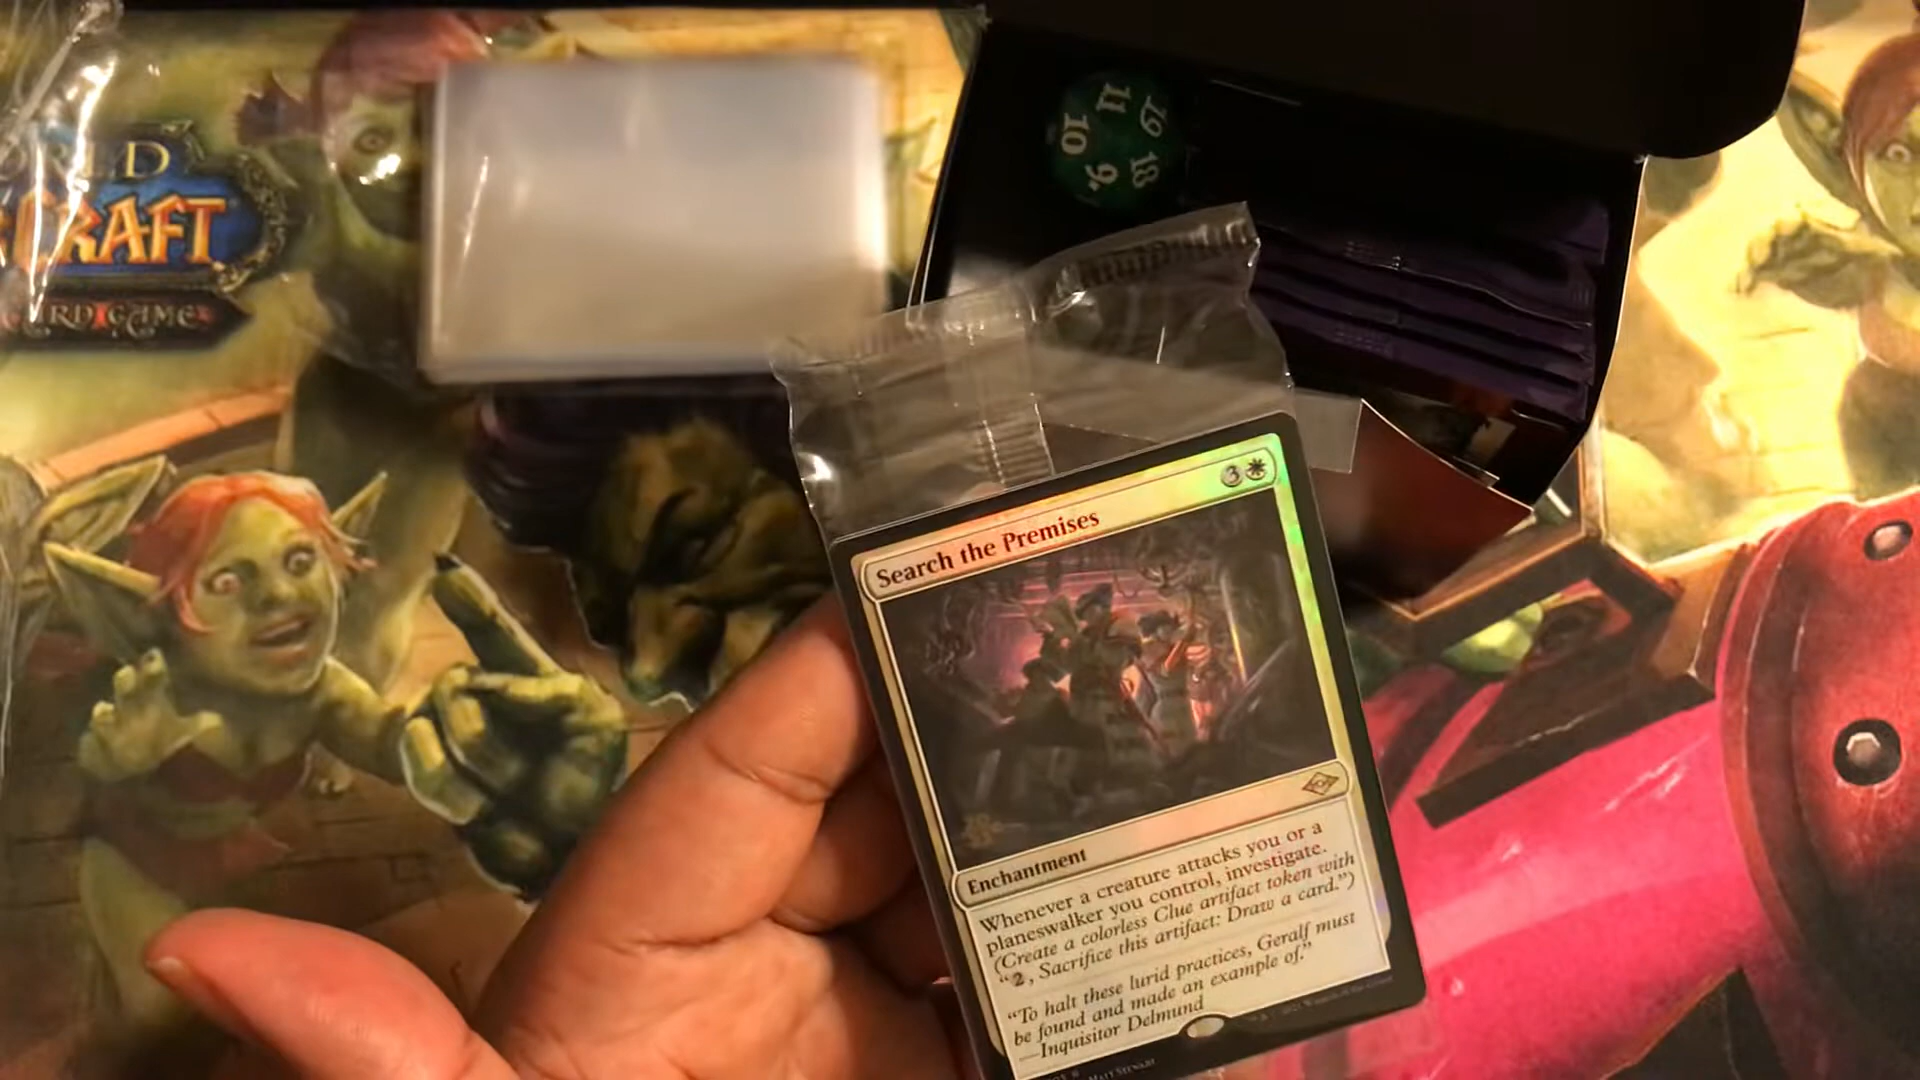 CRAFT
CARD GAME
19
11
10
18
9.
3
Search the Premises
Enchantment
Whenever a creature attacks you or a
planeswalker you control, investigate.
(Create a colorless Clue artifact token with
"2, Sacrifice this artifact: Draw a card.")
"To halt these lurid practices, Geralf must
be found and made an example of."
—Inquisitor Delmund